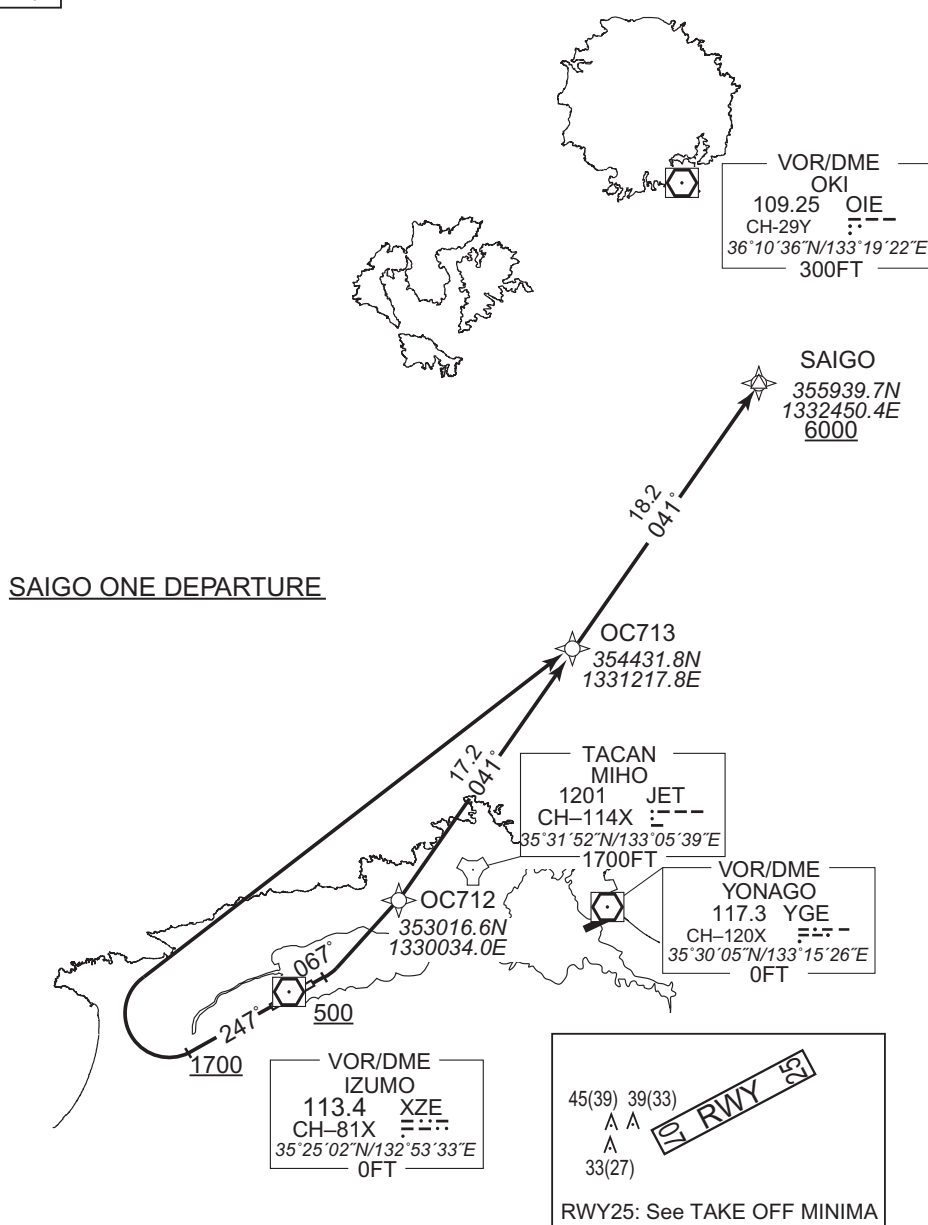 VOR/DME
OKI
109.25 OIE
CH-29Y
36°10´36˝N/133°19´22˝E
300FT
SAIGO
355939.7N
1332450.4E
6000
18.2
041°
SAIGO ONE DEPARTURE
OC713
354431.8N
1331217.8E
17.2
041°
TACAN
MIHO
1201 JET
CH–114X
35°31´52˝N/133°05´39˝E
1700FT
VOR/DME
YONAGO
117.3 YGE
CH–120X
35°30´05˝N/133°15´26˝E
0FT
OC712
353016.6N
1330034.0E
067°
500
247°
1700
VOR/DME
IZUMO
113.4 XZE
CH–81X
35°25´02˝N/132°53´33˝E
0FT
45(39) 39(33)
33(27)
07 RWY 25
RWY25: See TAKE OFF MINIMA